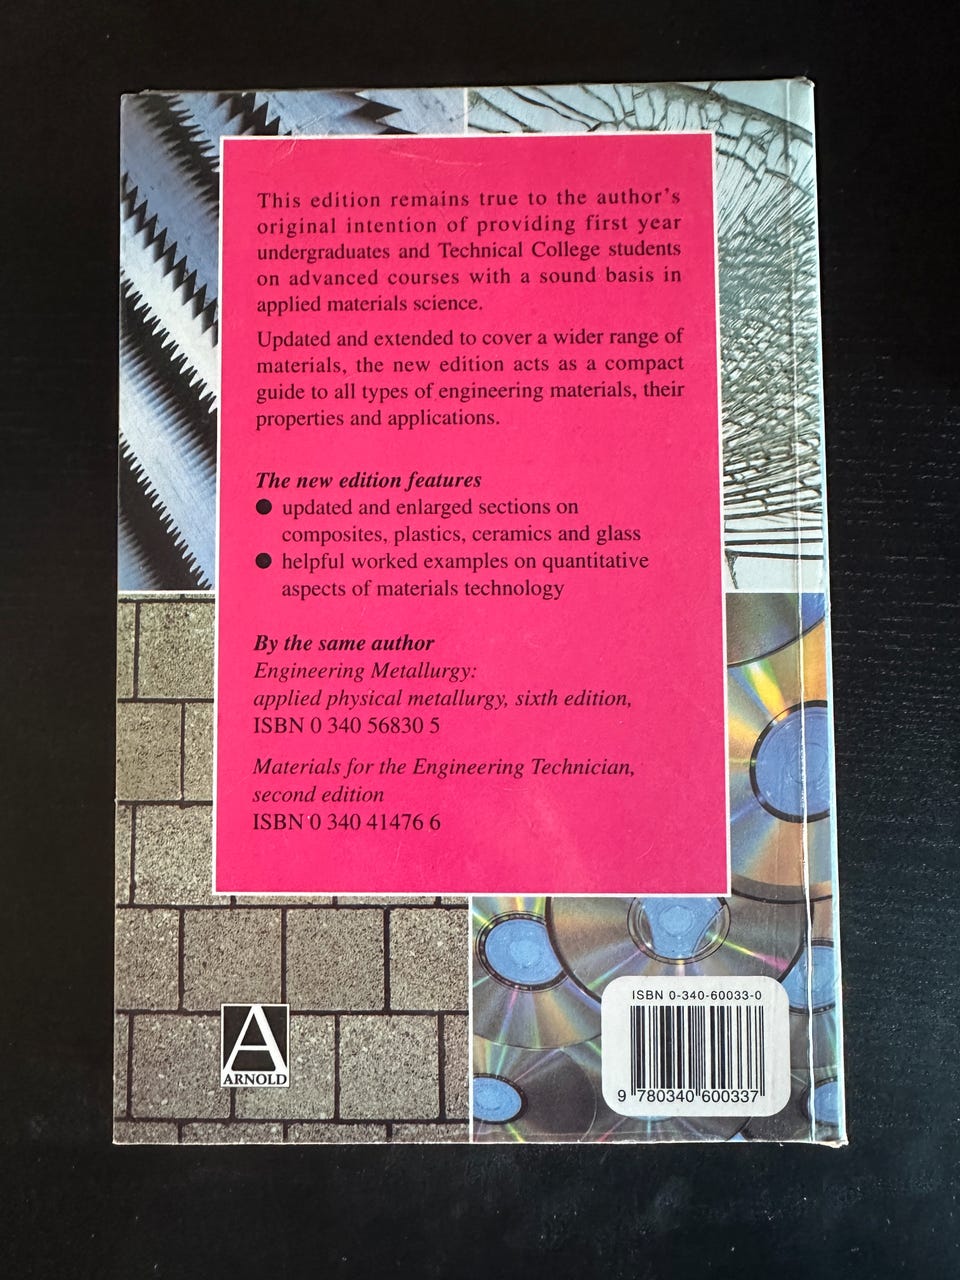 This edition remains true to the author's
original intention of providing first year
undergraduates and Technical College students
on advanced courses with a sound basis in
applied materials science.
Updated and extended to cover a wider range of
materials, the new edition acts as a compact
guide to all types of engineering materials, their
properties and applications.
The new edition features
● updated and enlarged sections on
composites, plastics, ceramics and glass
● helpful worked examples on quantitative
aspects of materials technology
By the same author
Engineering Metallurgy:
applied physical metallurgy, sixth edition,
ISBN 0 340 56830 5
Materials for the Engineering Technician,
second edition
ISBN 0 340 41476 6
A
ARNOLD
ISBN 0-340-60033-0
9 780340 600337